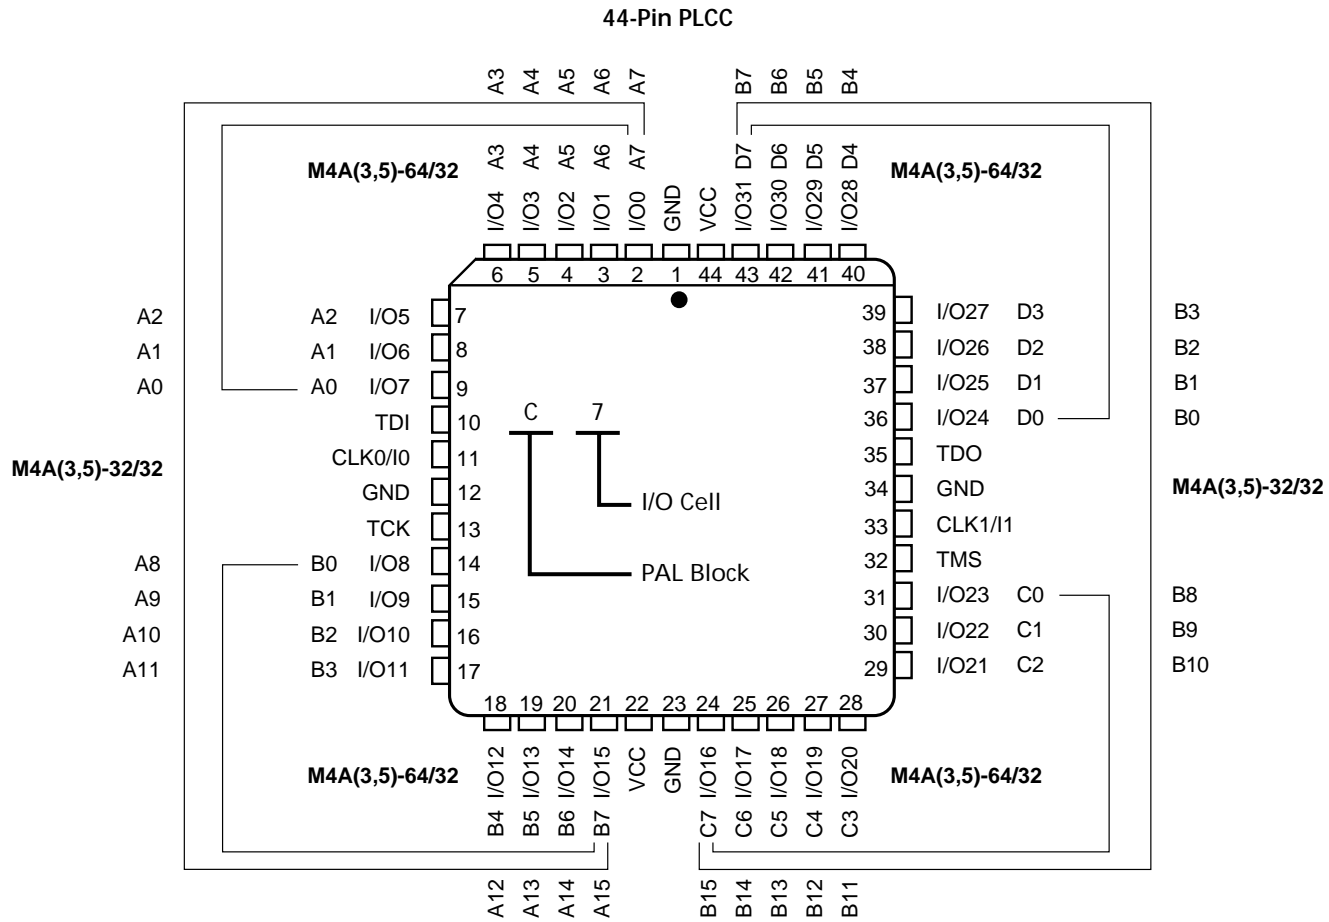 44-Pin PLCC
A3 A4 A5 A6 A7 B7 B6 B5 B4
M4A(3,5)-64/32 A3 A4 A5 A6 A7 D7 D6 D5 D4 M4A(3,5)-64/32
I/O4 I/O3 I/O2 I/O1 I/O0 GND VCC I/O31 I/O30 I/O29 I/O28
6 5 4 3 2 1 44 43 42 41 40
A2 A2 I/O5 7 39 I/O27 D3 B3
A1 A1 I/O6 8 38 I/O26 D2 B2
A0 A0 I/O7 9 37 I/O25 D1 B1
TDI 10 C 7 36 I/O24 D0 B0
CLK0/I0 11 35 TDO
M4A(3,5)-32/32 M4A(3,5)-32/32
GND 12 I/O Cell 34 GND
TCK 13 33 CLK1/I1
A8 B0 I/O8 14 PAL Block 32 TMS
A9 B1 I/O9 15 31 I/O23 C0 B8
A10 B2 I/O10 16 30 I/O22 C1 B9
A11 B3 I/O11 17 29 I/O21 C2 B10
18 19 20 21 22 23 24 25 26 27 28
M4A(3,5)-64/32 I/O12 I/O13 I/O14 I/O15 VCC GND I/O16 I/O17 I/O18 I/O19 I/O20 M4A(3,5)-64/32
B4 B5 B6 B7 C7 C6 C5 C4 C3
A12 A13 A14 A15 B15 B14 B13 B12 B11